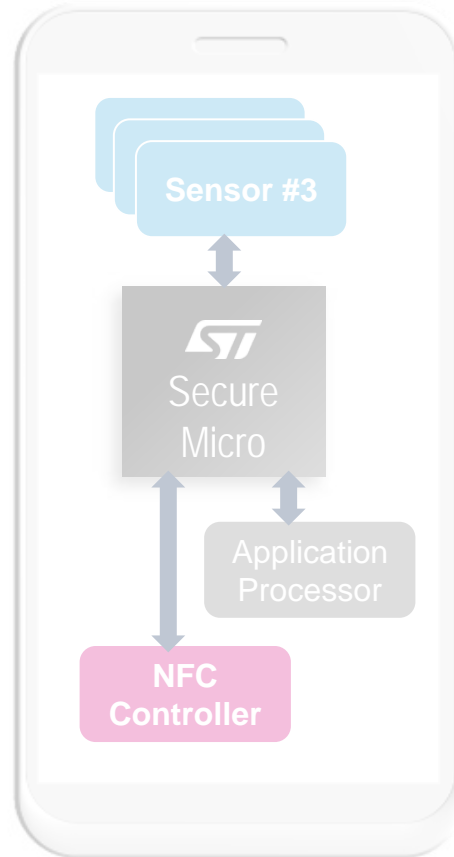 Sensor #3
ST
Secure
Micro
Application
Processor
NFC
Controller